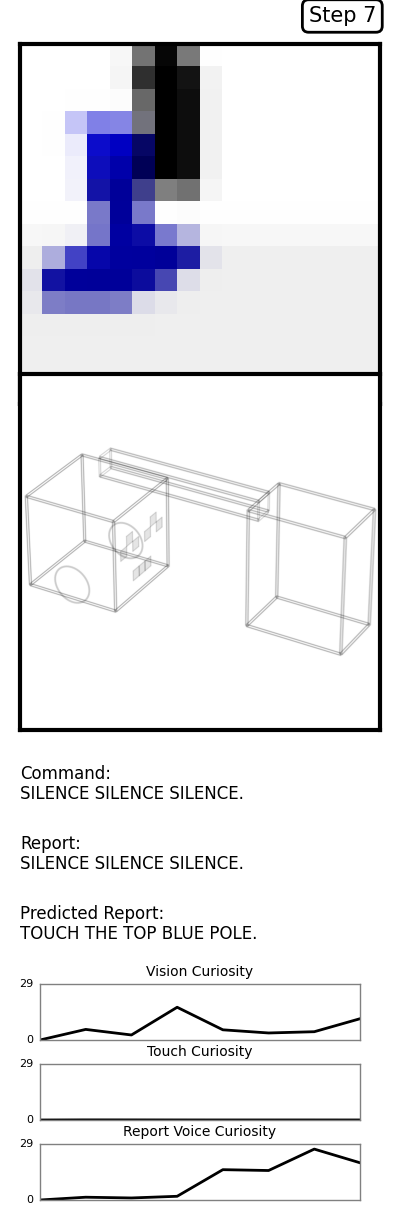 Step 7
Command:
SILENCE SILENCE SILENCE.
Report:
SILENCE SILENCE SILENCE.
Predicted Report:
TOUCH THE TOP BLUE POLE.
Vision Curiosity
29
0
Touch Curiosity
29
0
Report Voice Curiosity
29
0